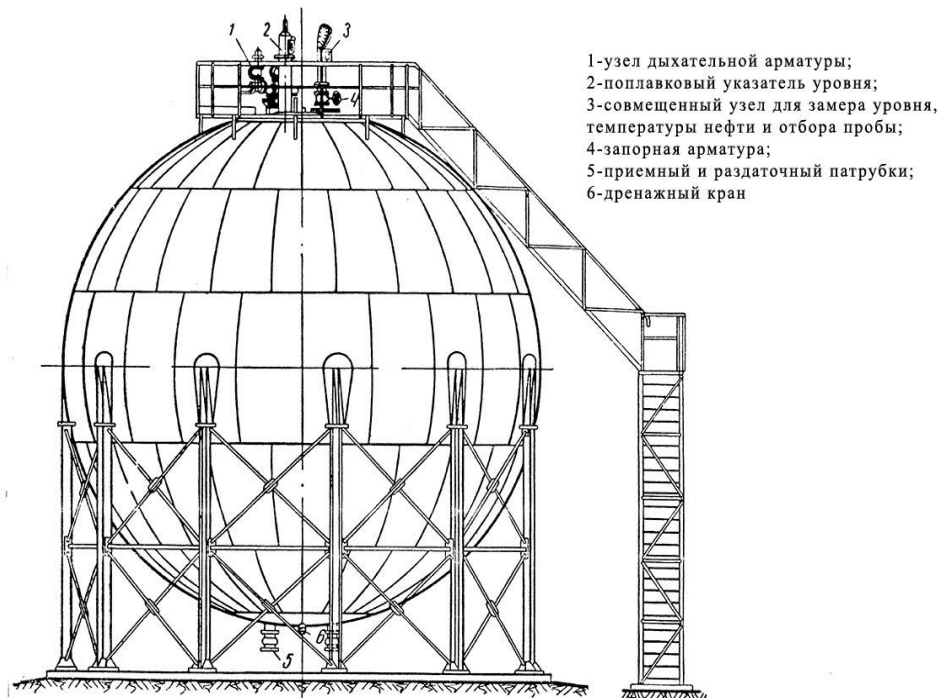 1
2
3
4
1-узел дыхательной арматуры;
2-поплавковый указатель уровня;
3-совмещенный узел для замера уровня,
температуры нефти и отбора пробы;
4-запорная арматура;
5-приемный и раздаточный патрубки;
6-дренажный кран
5
6